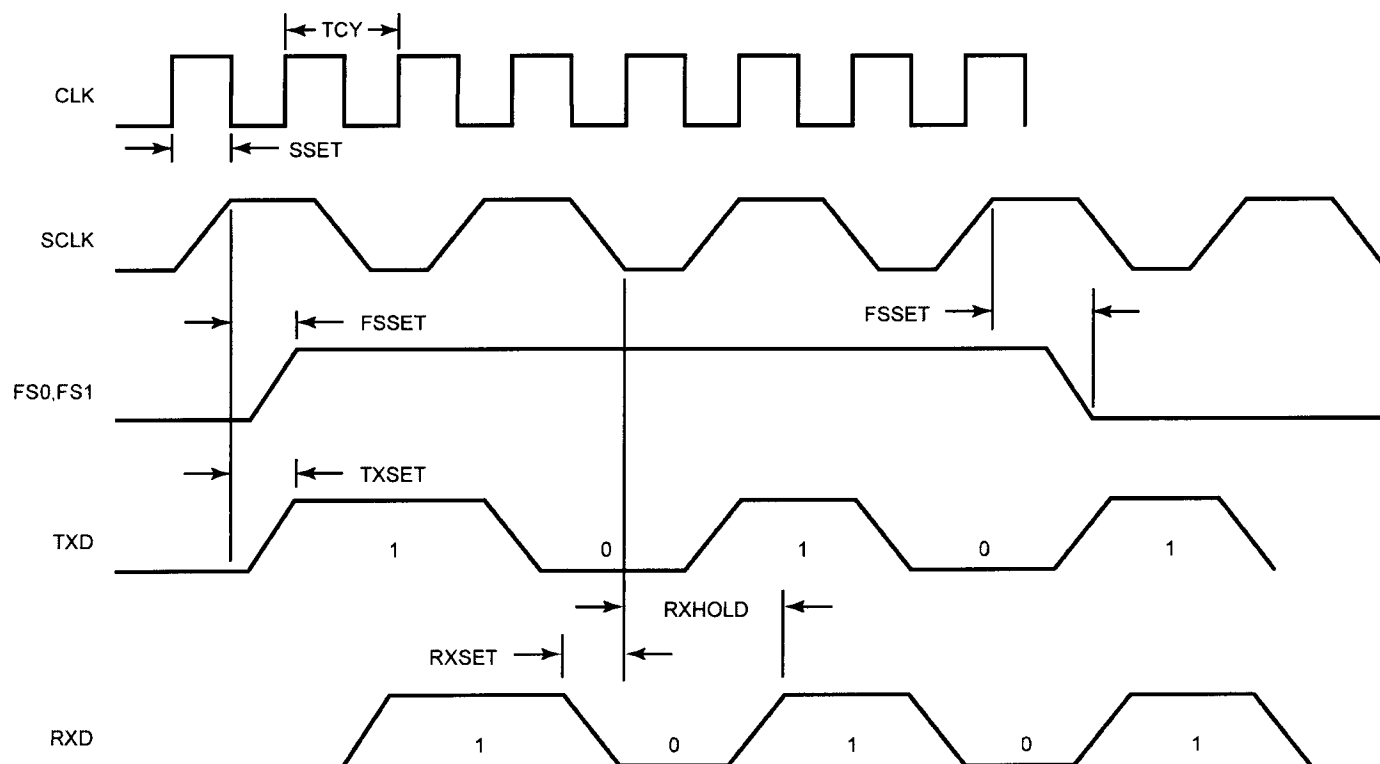 TCY
CLK
SSET
SCLK
FSSET
FSSET
FS0,FS1
TXSET
TXD
1 0 1 0 1
RXHOLD
RXSET
RXD
1 0 1 0 1